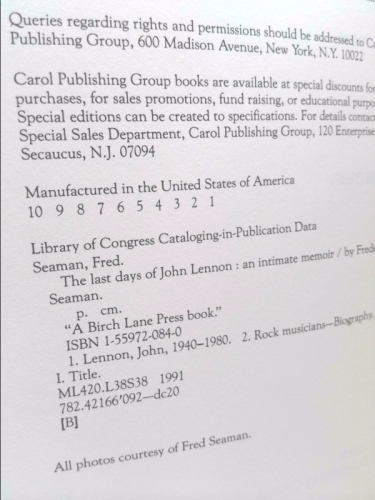 Queries regarding rights and permissions should be addressed to
Publishing Group, 600 Madison Avenue, New York, N.Y. 10022
Carol Publishing Group books are available at special discounts for
purchases, for sales promotions, fund raising, or educational
Special editions can be created to specifications. For details contact
Special Sales Department, Carol Publishing Group, 120 Enterprise
Secaucus, N.J. 07094
Manufactured in the United States of America
10 9 8 7 6 5 4 3 2 1
Library of Congress Cataloging-in-Publication Data
Seaman, Fred.
The last days of John Lennon : an intimate memoir / by
Seaman.
p. cm.
"A Birch Lane Press book."
ISBN 1-55972-084-0
1. Lennon, John, 1940–1980. 2. Rock musicians—Biography.
I. Title.
ML420.L38S38 1991
782.42166'092—dc20
[B]
All photos courtesy of Fred Seaman.